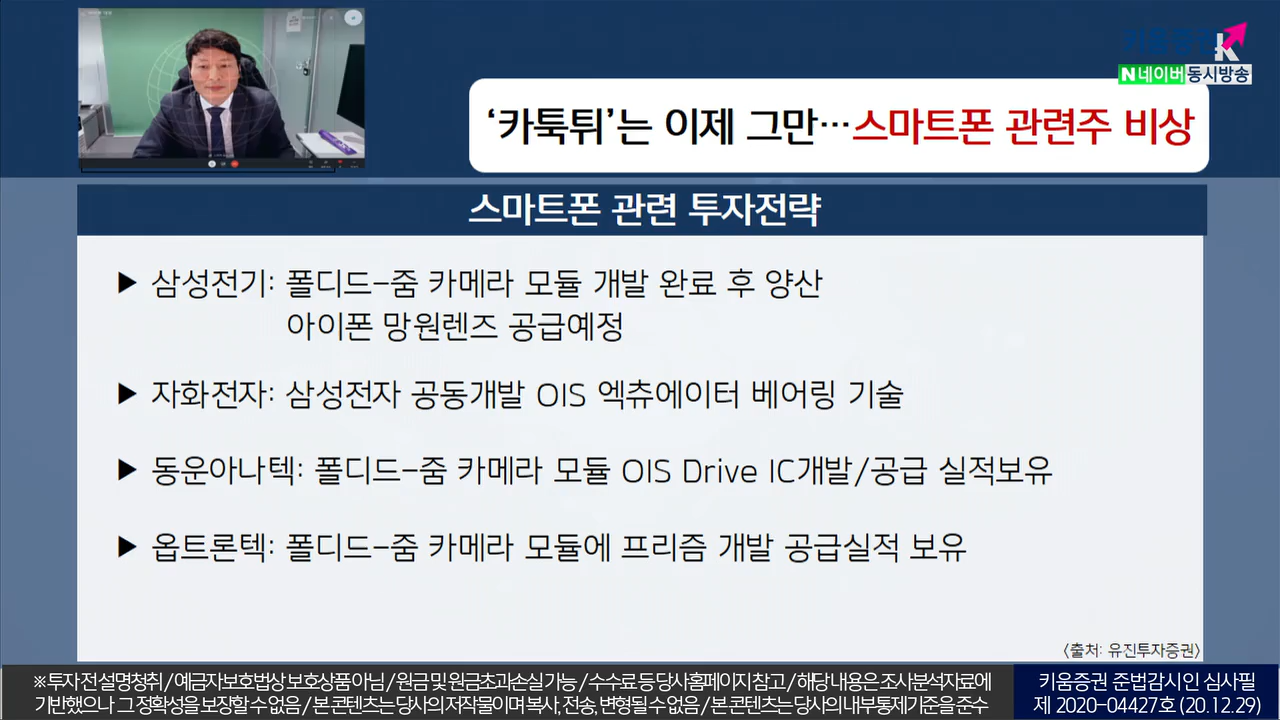 키움증권
N 네이버 동시방송
‘카툭튀’는 이제 그만…스마트폰 관련주 비상
스마트폰 관련 투자전략
▶ 삼성전기: 폴디드-줌 카메라 모듈 개발 완료 후 양산
아이폰 망원렌즈 공급예정
▶ 자화전자: 삼성전자 공동개발 OIS 엑츄에이터 베어링 기술
▶ 동운아나텍: 폴디드-줌 카메라 모듈 OIS Drive IC개발/공급 실적보유
▶ 옵트론텍: 폴디드-줌 카메라 모듈에 프리즘 개발 공급실적 보유
<출처: 유진투자증권>
※ 투자 전 설명청취 / 예금자보호법상 보호상품 아님 / 원금 및 원금초과손실 가능 / 수수료 등 당사 홈페이지 참고 / 해당 내용은 조사분석자료에
기반했으나 그 정확성을 보장할 수 없음 / 본 콘텐츠는 당사의 저작물이며 복사, 전송, 변형될 수 없음 / 본 콘텐츠는 당사의 내부통제기준을 준수
키움증권 준법감시인 심사필
제 2020-04427호 (20.12.29)